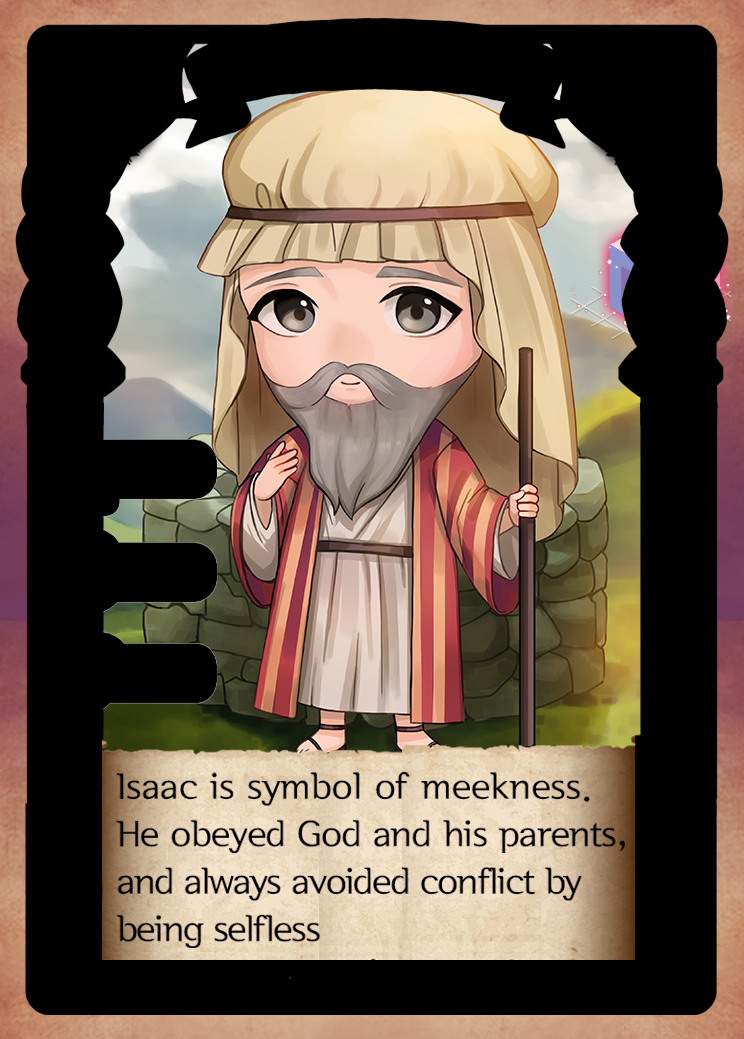 Isaac is symbol of meekness.
He obeyed God and his parents,
and always avoided conflict by
being selfless